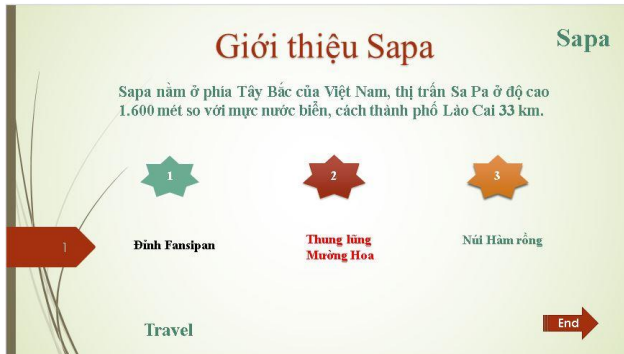 Giới thiệu Sapa
Sapa
Sapa nằm ở phía Tây Bắc của Việt Nam, thị trấn Sa Pa ở độ cao
1.600 mét so với mực nước biển, cách thành phố Lào Cai 33 km.
1
2
3
1
Đỉnh Fansipan
Thung lũng
Mường Hoa
Núi Hàm rồng
End
Travel